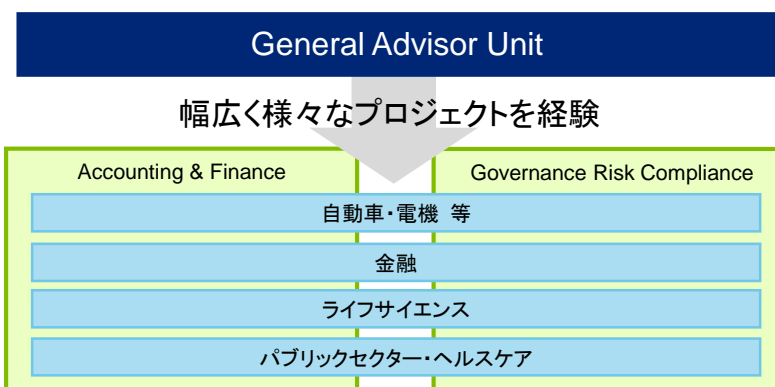 General Advisor Unit
幅広く様々なプロジェクトを経験
Accounting & Finance
Governance Risk Compliance
自動車・電機 等
金融
ライフサイエンス
パブリックセクター・ヘルスケア